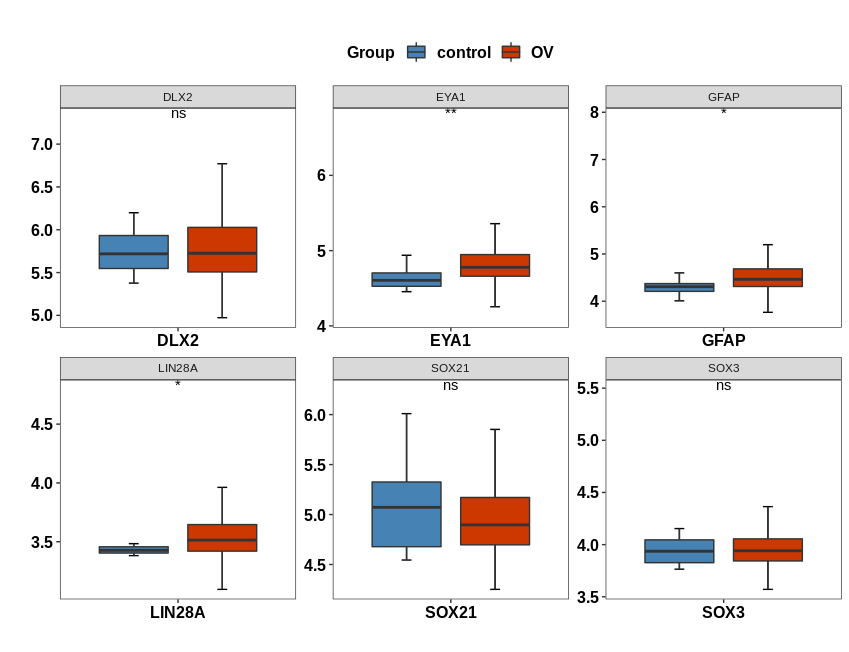 Group control OV
DLX2
ns
7.0
6.5
6.0
5.5
5.0
DLX2
EYA1
**
6
5
4
EYA1
GFAP
*
8
7
6
5
4
GFAP
LIN28A
*
4.5
4.0
3.5
LIN28A
SOX21
ns
6.0
5.5
5.0
4.5
SOX21
SOX3
ns
5.5
5.0
4.5
4.0
3.5
SOX3